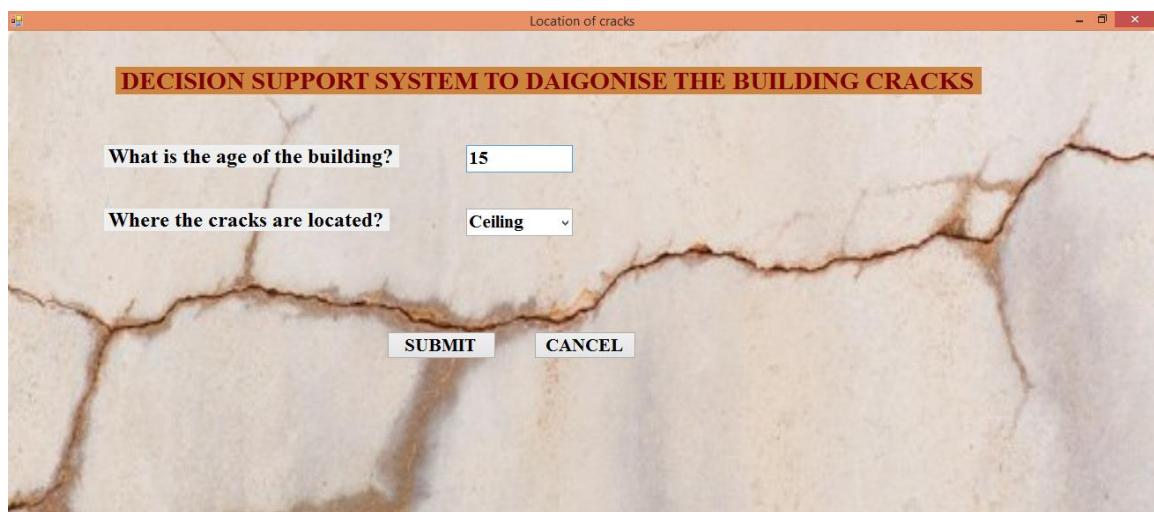 Location of cracks
DECISION SUPPORT SYSTEM TO DAIGONISE THE BUILDING CRACKS
What is the age of the building? 15
Where the cracks are located? Ceiling
SUBMIT CANCEL